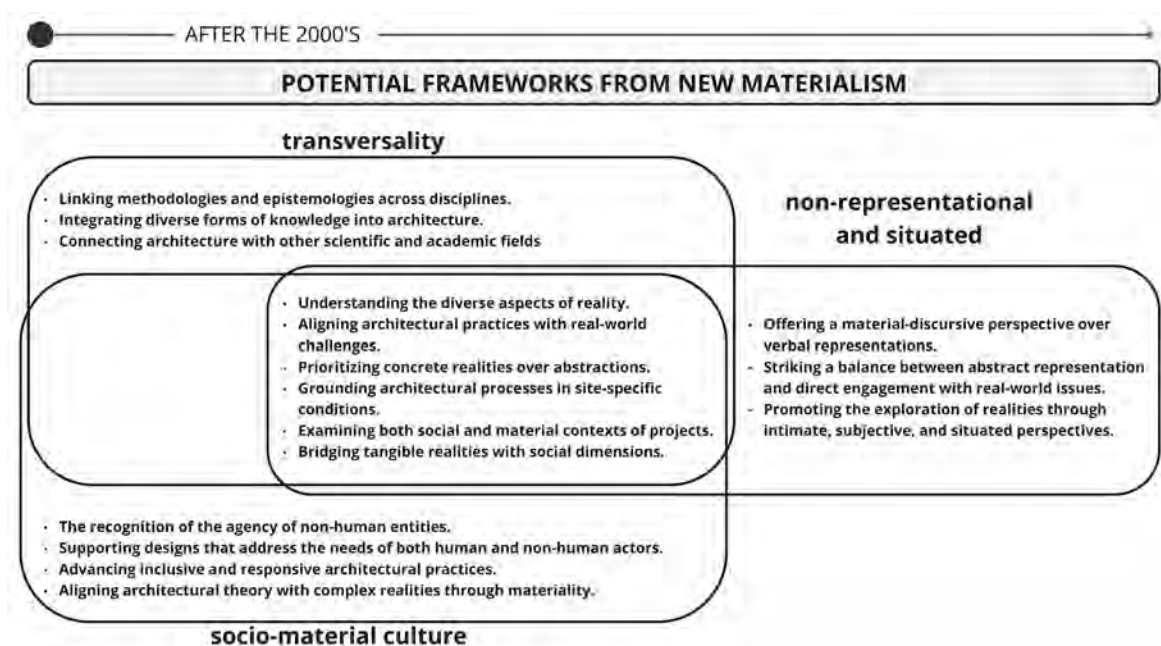 AFTER THE 2000'S
POTENTIAL FRAMEWORKS FROM NEW MATERIALISM
transversality
· Linking methodologies and epistemologies across disciplines.
· Integrating diverse forms of knowledge into architecture.
· Connecting architecture with other scientific and academic fields
non-representational
and situated
· Understanding the diverse aspects of reality.
· Aligning architectural practices with real-world
challenges.
· Prioritizing concrete realities over abstractions.
· Grounding architectural processes in site-specific
conditions.
· Examining both social and material contexts of projects.
· Bridging tangible realities with social dimensions.
· Offering a material-discursive perspective over
verbal representations.
· Striking a balance between abstract representation
and direct engagement with real-world issues.
· Promoting the exploration of realities through
intimate, subjective, and situated perspectives.
· The recognition of the agency of non-human entities.
· Supporting designs that address the needs of both human and non-human actors.
· Advancing inclusive and responsive architectural practices.
· Aligning architectural theory with complex realities through materiality.
socio-material culture